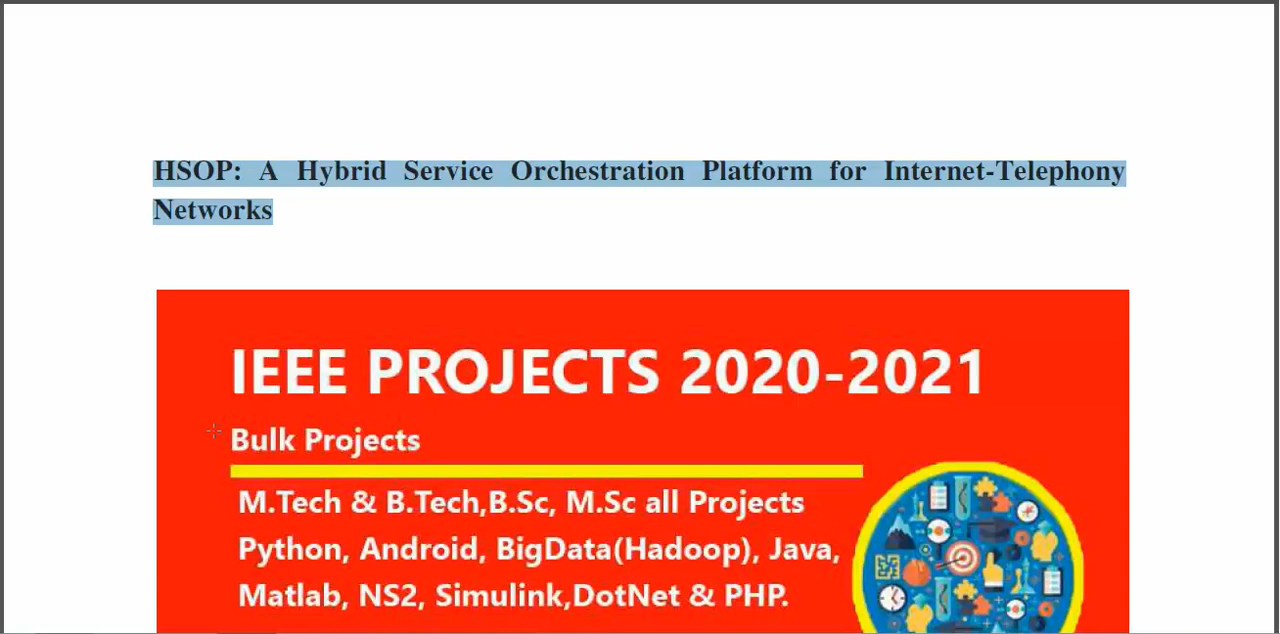 HSOP: A Hybrid Service Orchestration Platform for Internet-Telephony
Networks
IEEE PROJECTS 2020-2021
Bulk Projects
M.Tech & B.Tech,B.Sc, M.Sc all Projects
Python, Android, BigData(Hadoop), Java,
Matlab, NS2, Simulink,DotNet & PHP.